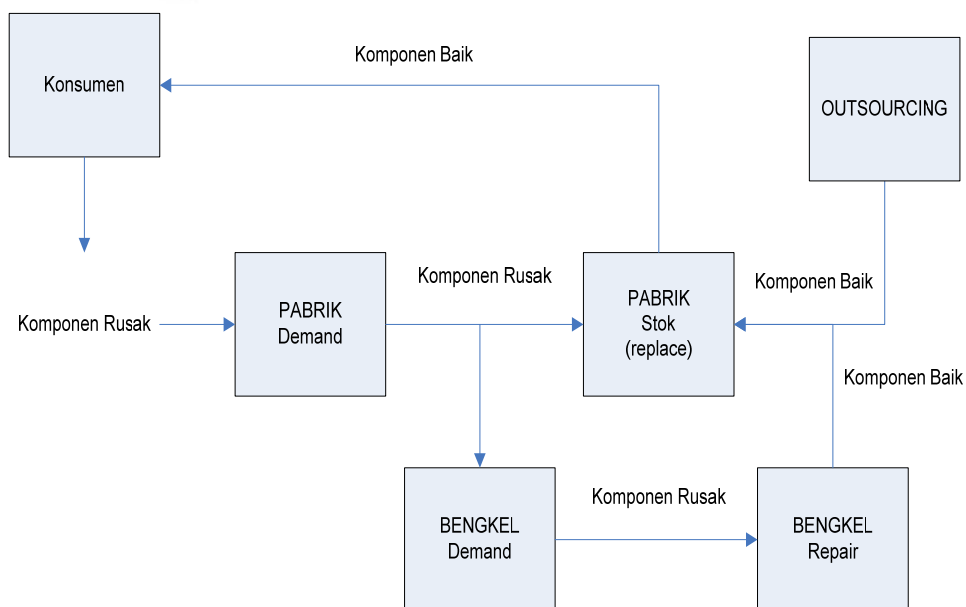 Komponen Baik
Konsumen
OUTSOURCING
Komponen Rusak
PABRIK
Demand
Komponen Rusak
PABRIK
Stok
(replace)
Komponen Baik
Komponen Baik
BENGKEL
Demand
Komponen Rusak
BENGKEL
Repair